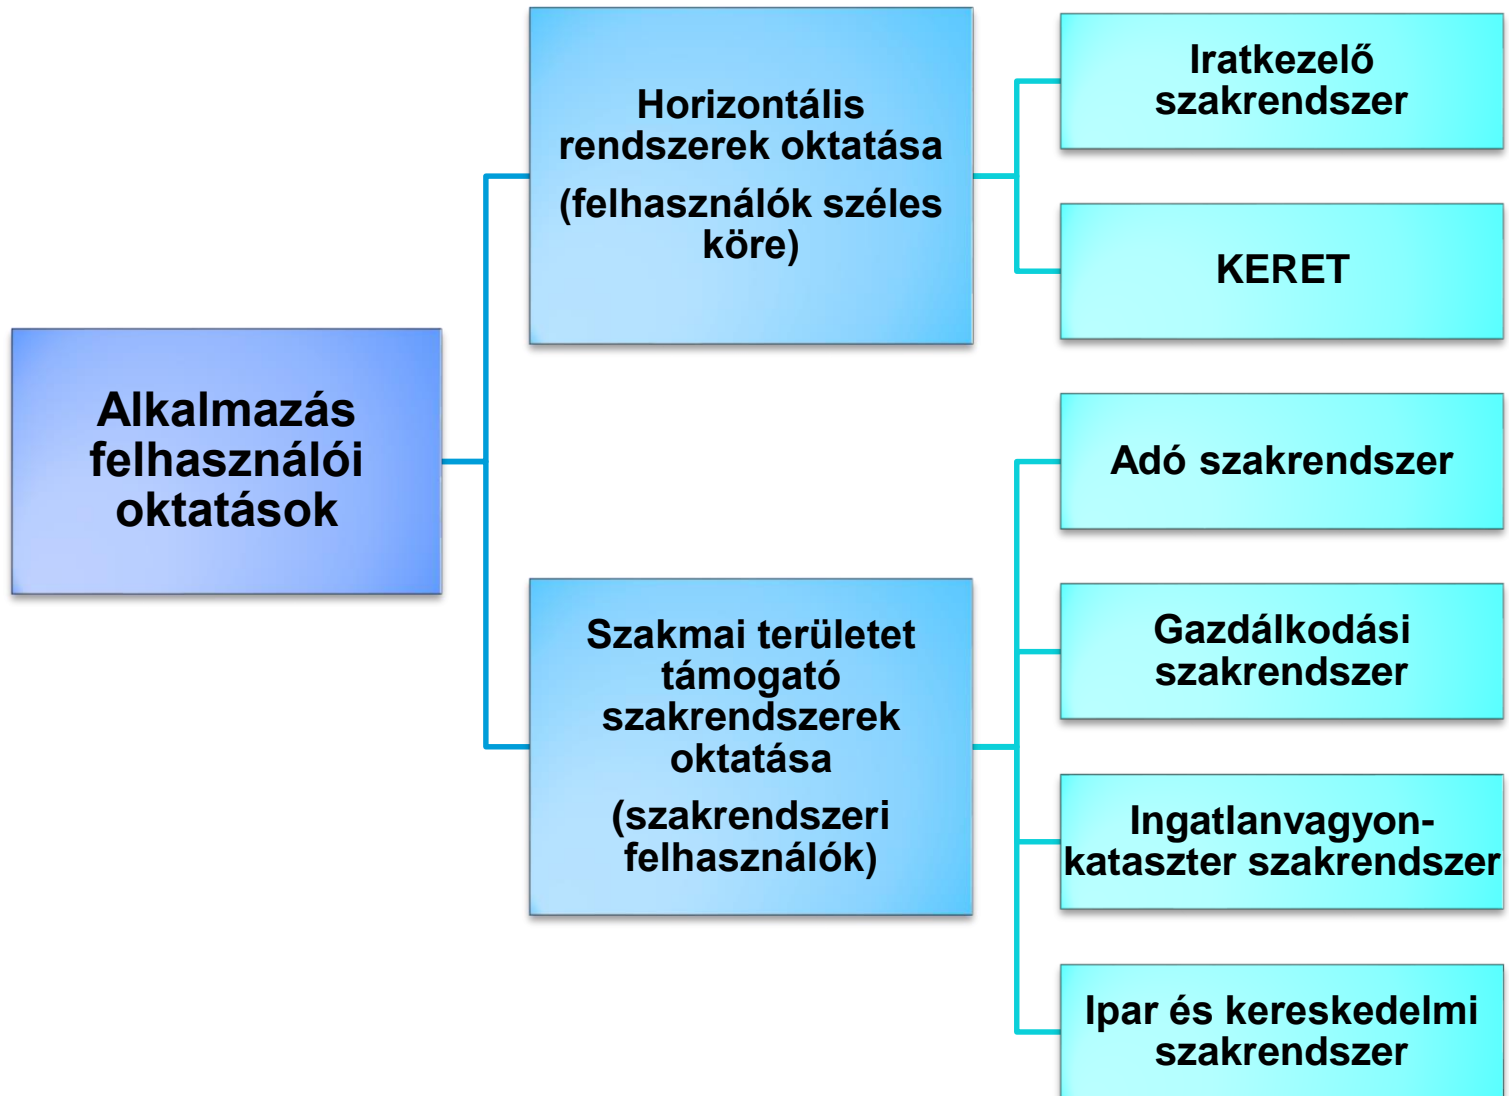 Alkalmazás
felhasználói
oktatások
Horizontális
rendszerek oktatása
(felhasználók széles
köre)
Iratkezelő
szakrendszer
KERET
Szakmai területet
támogató
szakrendszerek
oktatása
(szakrendszeri
felhasználók)
Adó szakrendszer
Gazdálkodási
szakrendszer
Ingatlanvagyon-
kataszter szakrendszer
Ipar és kereskedelmi
szakrendszer